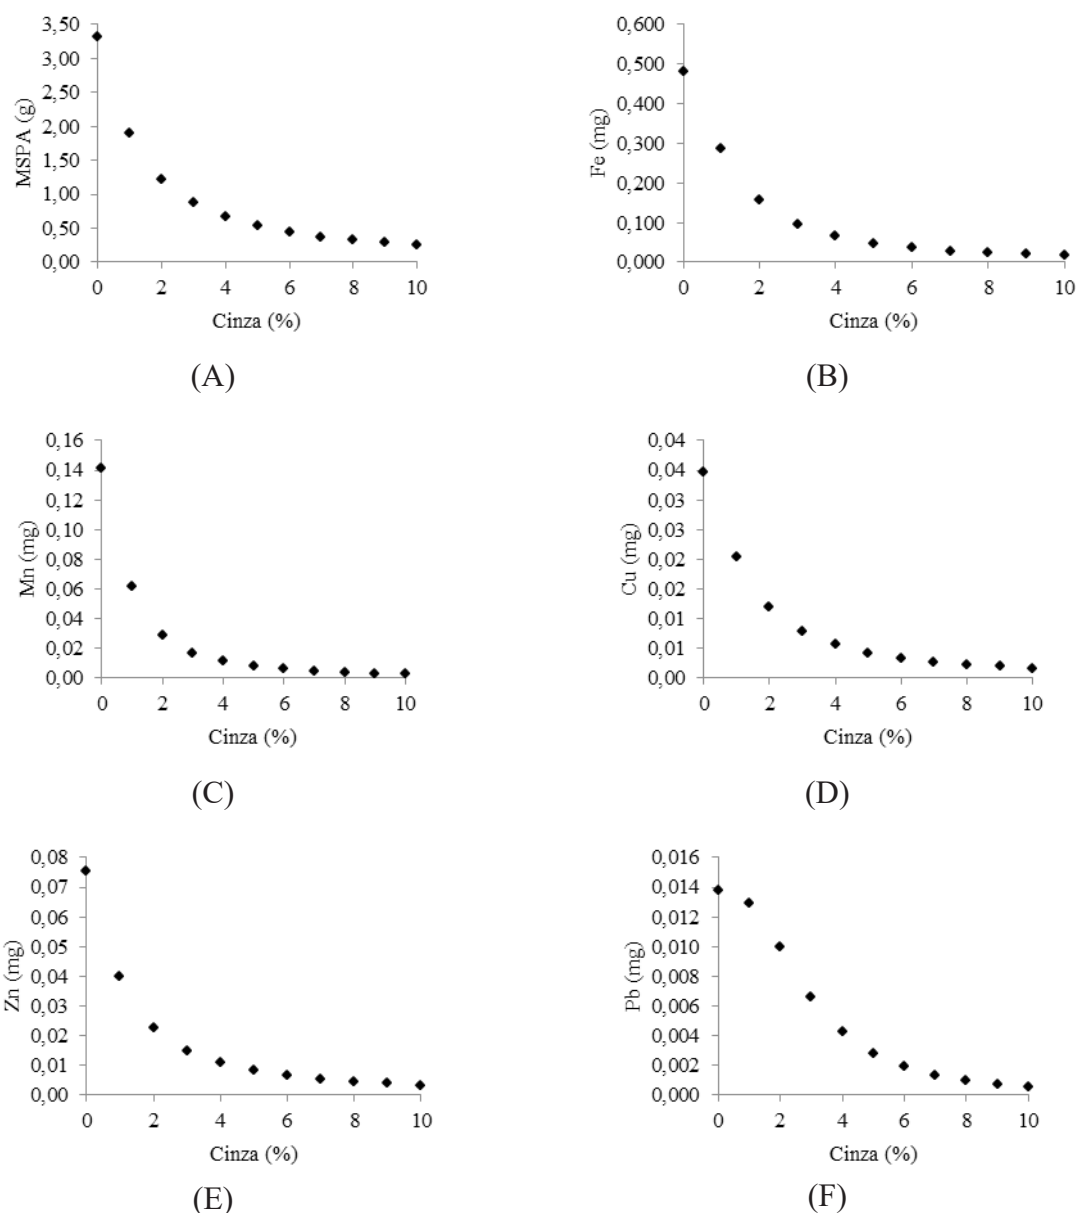 3,50
3,00
2,50
2,00
1,50
1,00
0,50
0,00
MSPA (g)
0 2 4 6 8 10
Cinza (%)
(A)
0,600
0,500
0,400
0,300
0,200
0,100
0,000
Fe (mg)
0 2 4 6 8 10
Cinza (%)
(B)
0,16
0,14
0,12
0,10
0,08
0,06
0,04
0,02
0,00
Mn (mg)
0 2 4 6 8 10
Cinza (%)
(C)
0,04
0,04
0,03
0,03
0,02
0,02
0,01
0,01
0,00
Cu (mg)
0 2 4 6 8 10
Cinza (%)
(D)
0,08
0,07
0,06
0,05
0,04
0,03
0,02
0,01
0,00
Zn (mg)
0 2 4 6 8 10
Cinza (%)
(E)
0,016
0,014
0,012
0,010
0,008
0,006
0,004
0,002
0,000
Pb (mg)
0 2 4 6 8 10
Cinza (%)
(F)